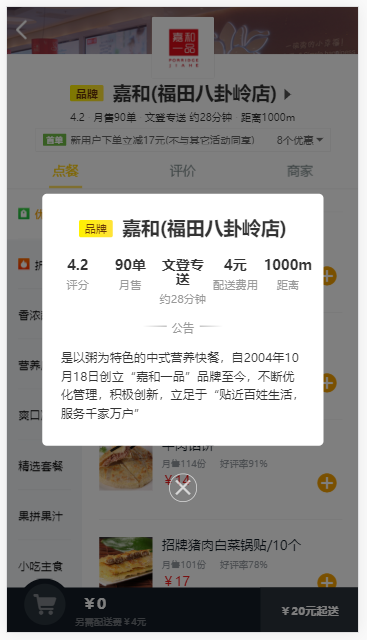 嘉和
一品
PORRIDGE
JIAHE
品牌 嘉和(福田八卦岭店)
4.2 月售90单 文登专送 约28分钟 距离1000m
首单 新用户下单立减17元(不与其它活动同享) 8个优惠
点餐 评价 商家
优
折
香浓
营养
爽口
精选套餐
果拼果汁
小吃主食
品牌 嘉和(福田八卦岭店)
4.2 90单 文登专送 4元 1000m
评分 月售 约28分钟 配送费用 距离
公告
是以粥为特色的中式营养快餐，自2004年10
月18日创立“嘉和一品”品牌至今，不断优
化管理，积极创新，立足于“贴近百姓生活，
服务千家万户”
牛肉馅饼
月售114份 好评率91%
￥14
招牌猪肉白菜锅贴/10个
月售101份 好评率78%
￥17
￥0
另需配送费￥4元
￥20元起送